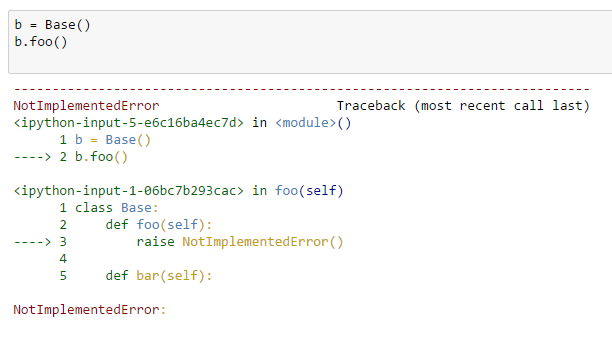 b = Base()
b.foo()
---------------------------------------------------------------------------
NotImplementedError                       Traceback (most recent call last)
<ipython-input-5-e6c16ba4ec7d> in <module>()
      1 b = Base()
----> 2 b.foo()
<ipython-input-1-06bc7b293cac> in foo(self)
      1 class Base:
      2     def foo(self):
----> 3         raise NotImplementedError()
      4
      5     def bar(self):
NotImplementedError: